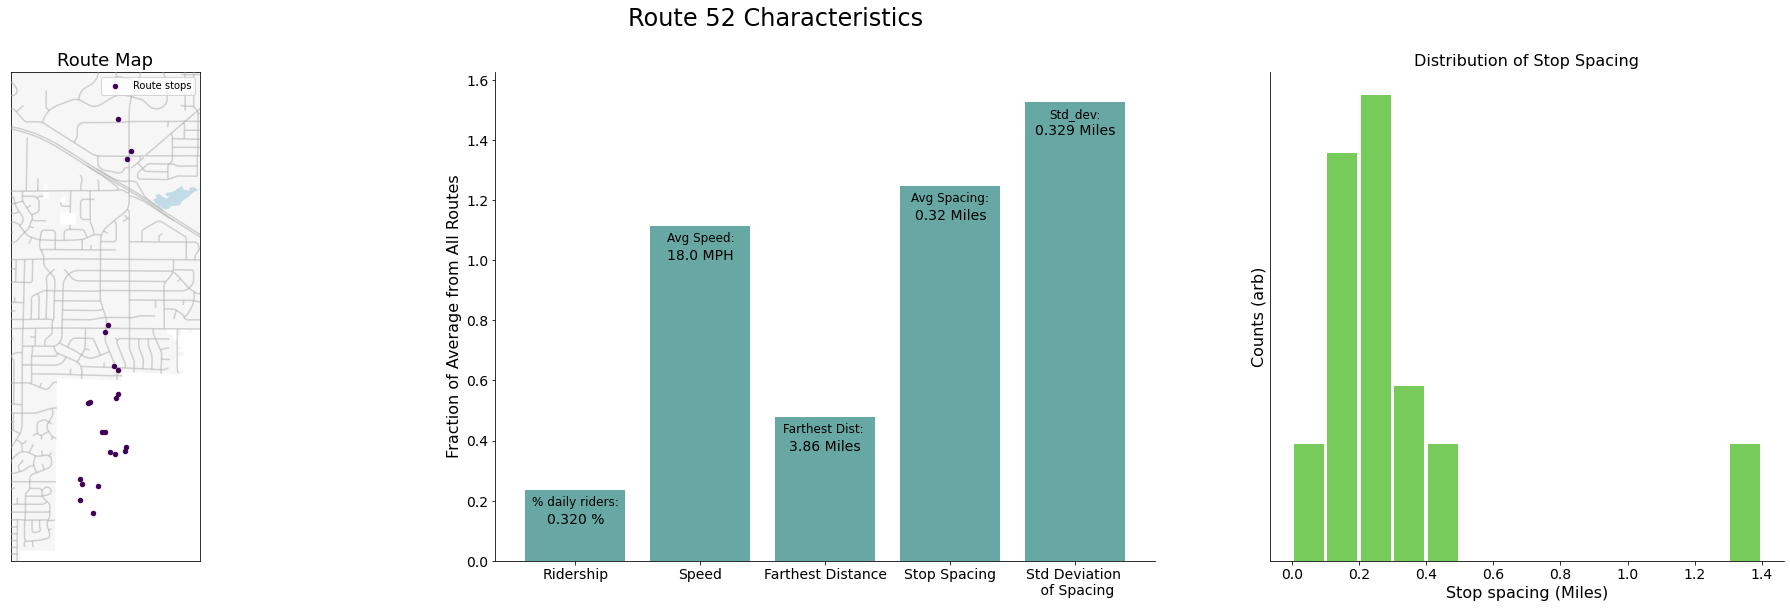 Route 52 Characteristics
Route Map
Route stops
Fraction of Average from All Routes
1.6
1.4
1.2
1.0
0.8
0.6
0.4
0.2
0.0
% daily riders:
0.320 %
Avg Speed:
18.0 MPH
Farthest Dist:
3.86 Miles
Avg Spacing:
0.32 Miles
Std_dev:
0.329 Miles
Ridership
Speed
Farthest Distance
Stop Spacing
Std Deviation
of Spacing
Distribution of Stop Spacing
Counts (arb)
0.0 0.2 0.4 0.6 0.8 1.0 1.2 1.4
Stop spacing (Miles)